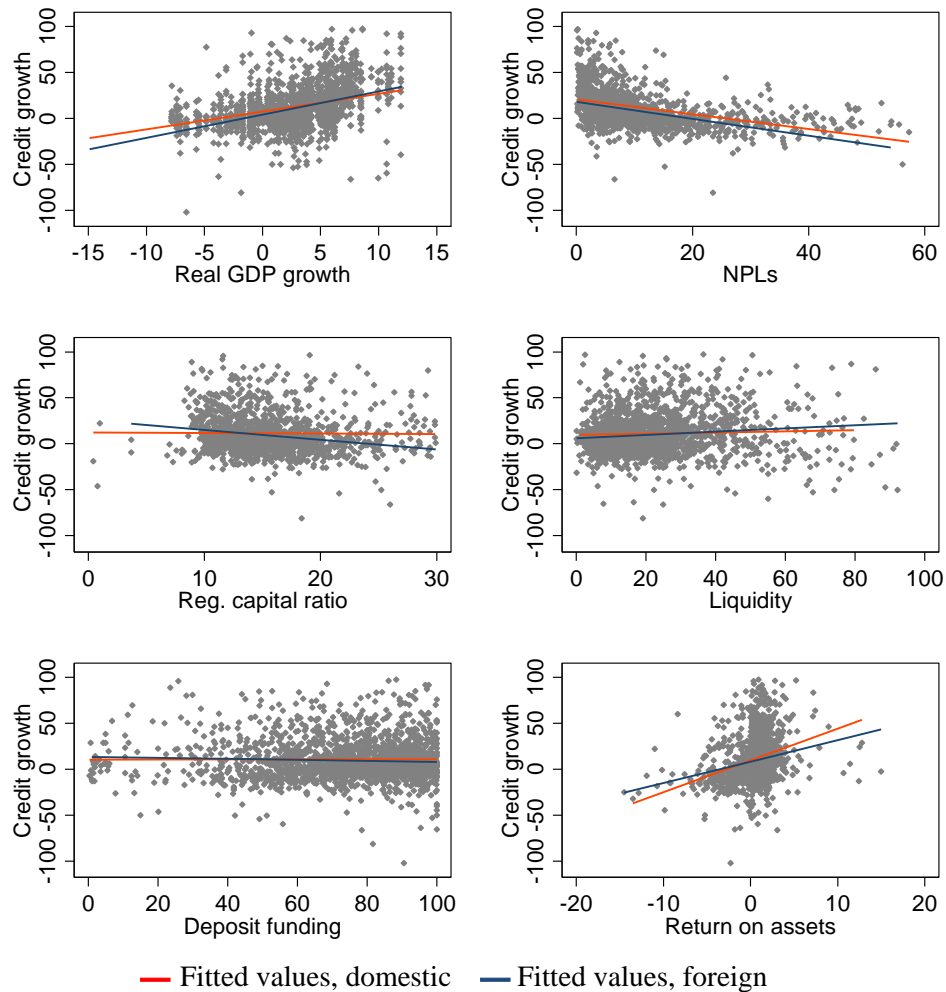 Credit growth
-100 -50 0 50 100
-15 -10 -5 0 5 10 15
Real GDP growth
Credit growth
-100 -50 0 50 100
0 20 40 60
NPLs
Credit growth
-100 -50 0 50 100
0 10 20 30
Reg. capital ratio
Credit growth
-100 -50 0 50 100
0 20 40 60 80 100
Liquidity
Credit growth
-100 -50 0 50 100
0 20 40 60 80 100
Deposit funding
Credit growth
-100 -50 0 50 100
-20 -10 0 10 20
Return on assets
Fitted values, domestic
Fitted values, foreign